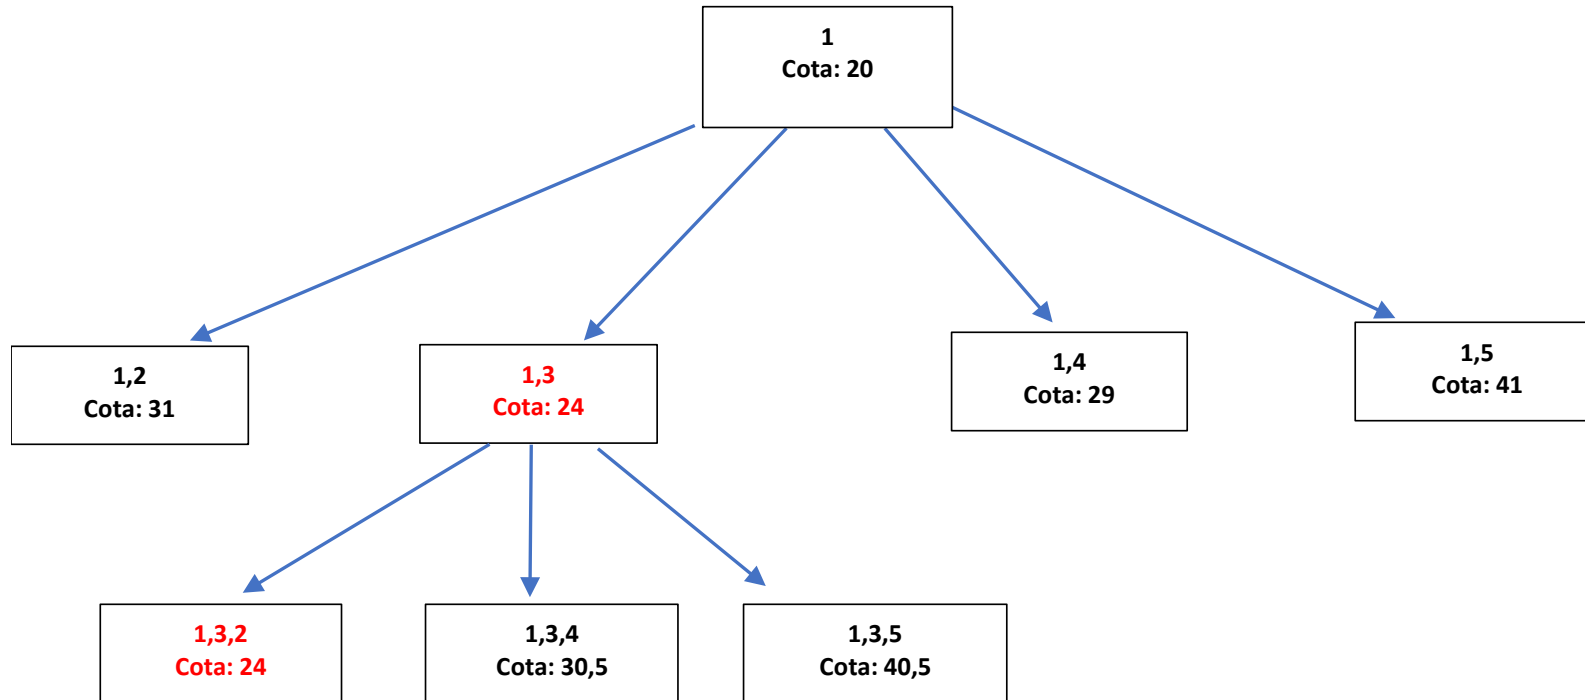 1
Cota: 20
1,2
Cota: 31
1,3
Cota: 24
1,4
Cota: 29
1,5
Cota: 41
1,3,2
Cota: 24
1,3,4
Cota: 30,5
1,3,5
Cota: 40,5